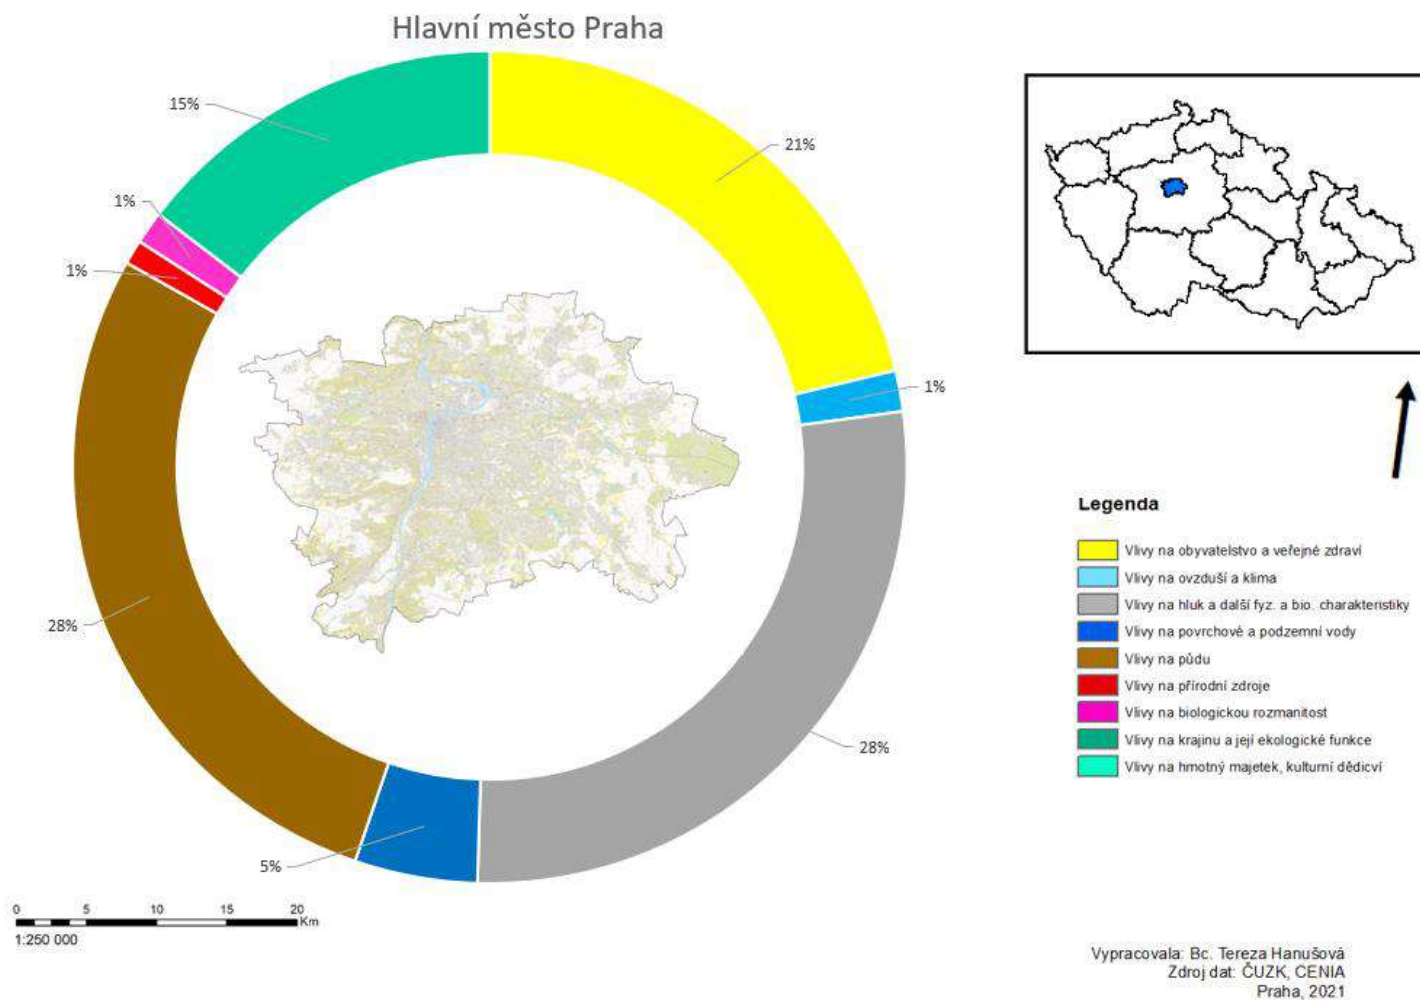 Hlavní město Praha
15%
21%
1%
1%
1%
28%
28%
5%
0 5 10 15 20
Km
1:250 000
Legenda
Vlivy na obyvatelstvo a veřejné zdraví
Vlivy na ovzduší a klima
Vlivy na hluk a další fyz. a bio. charakteristiky
Vlivy na povrchové a podzemní vody
Vlivy na půdu
Vlivy na přírodní zdroje
Vlivy na biologickou rozmanitost
Vlivy na krajinu a její ekologické funkce
Vlivy na hmotný majetek, kulturní dědicví
Vypracovala: Bc. Tereza Hanušová
Zdroj dat: ČUZK, CENIA
Praha, 2021